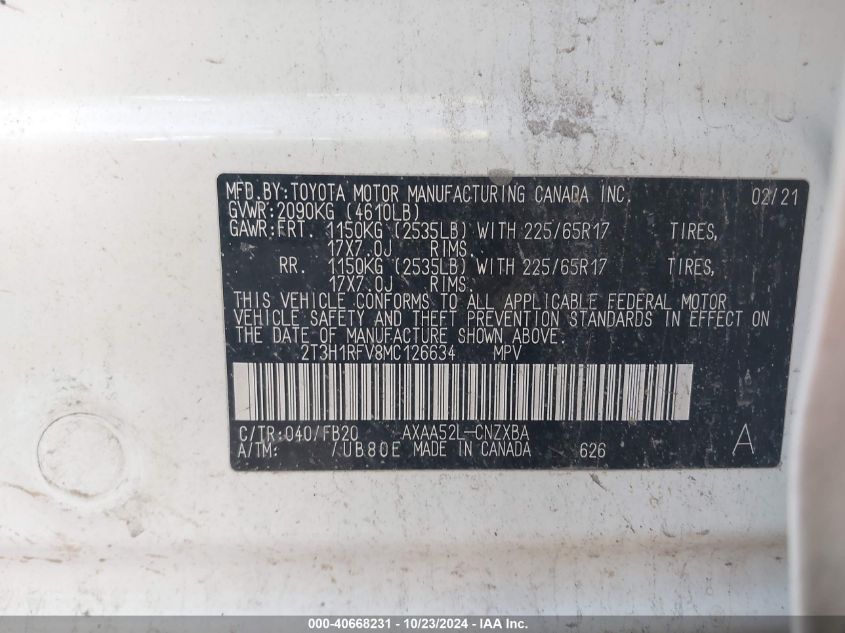 MFD.BY:TOYOTA MOTOR MANUFACTURING CANADA INC. 02/21
GVWR:2090KG (4610LB)
GAWR:FRT. 1150KG (2535LB) WITH 225/65R17 TIRES,
17X7.0J RIMS.
RR. 1150KG (2535LB) WITH 225/65R17 TIRES,
17X7.0J RIMS.
THIS VEHICLE CONFORMS TO ALL APPLICABLE FEDERAL MOTOR
VEHICLE SAFETY AND THEFT PREVENTION STANDARDS IN EFFECT ON
THE DATE OF MANUFACTURE SHOWN ABOVE.
2T3H1RFV8MC126634 MPV
C/TR:040/FB20 AXAA52L-CNZXBA A
A/TM: /UB80E MADE IN CANADA 626
000-40668231 - 10/23/2024 - IAA Inc.